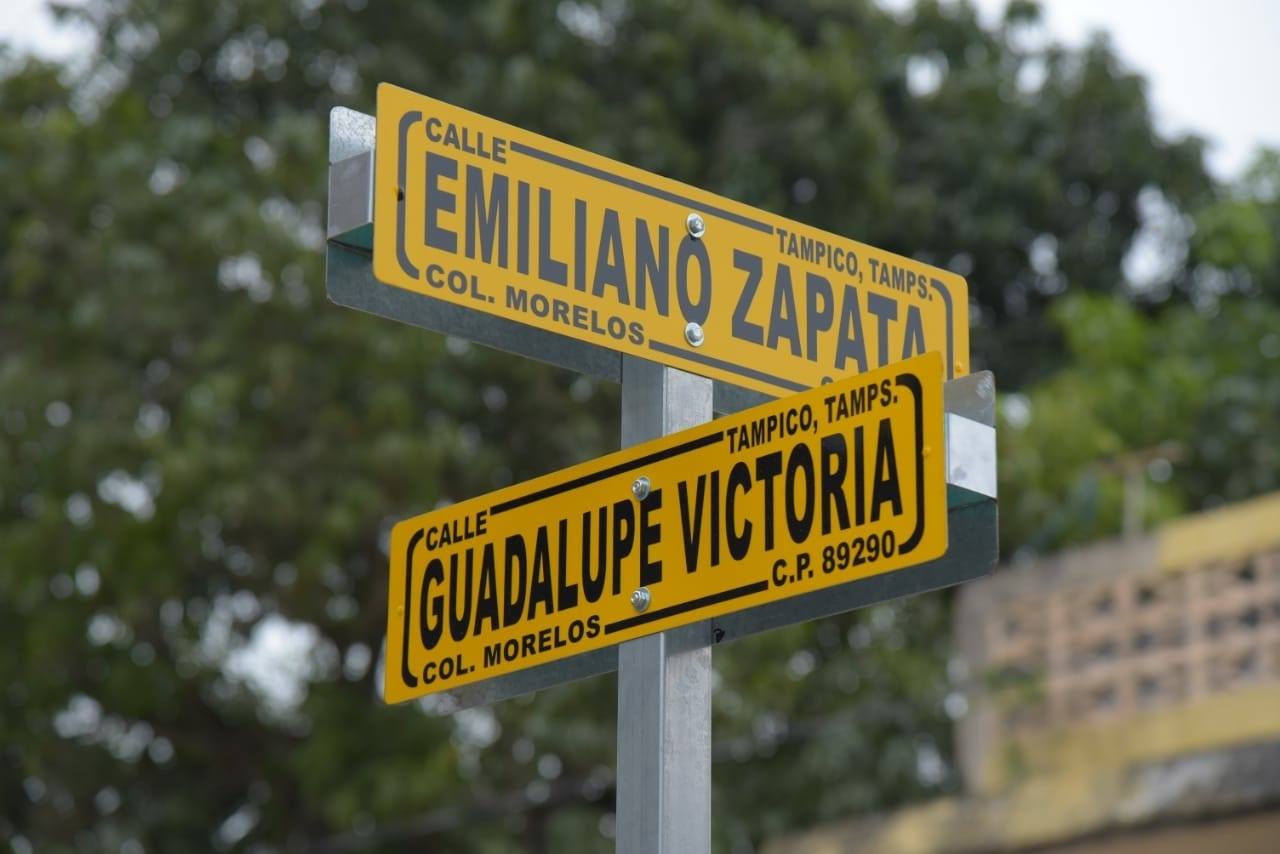 CALLE
EMILIANO ZAPATA
TAMPICO, TAMPS.
COL. MORELOS
CALLE
TAMPICO, TAMPS.
GUADALUPE VICTORIA
COL. MORELOS
C.P. 89290